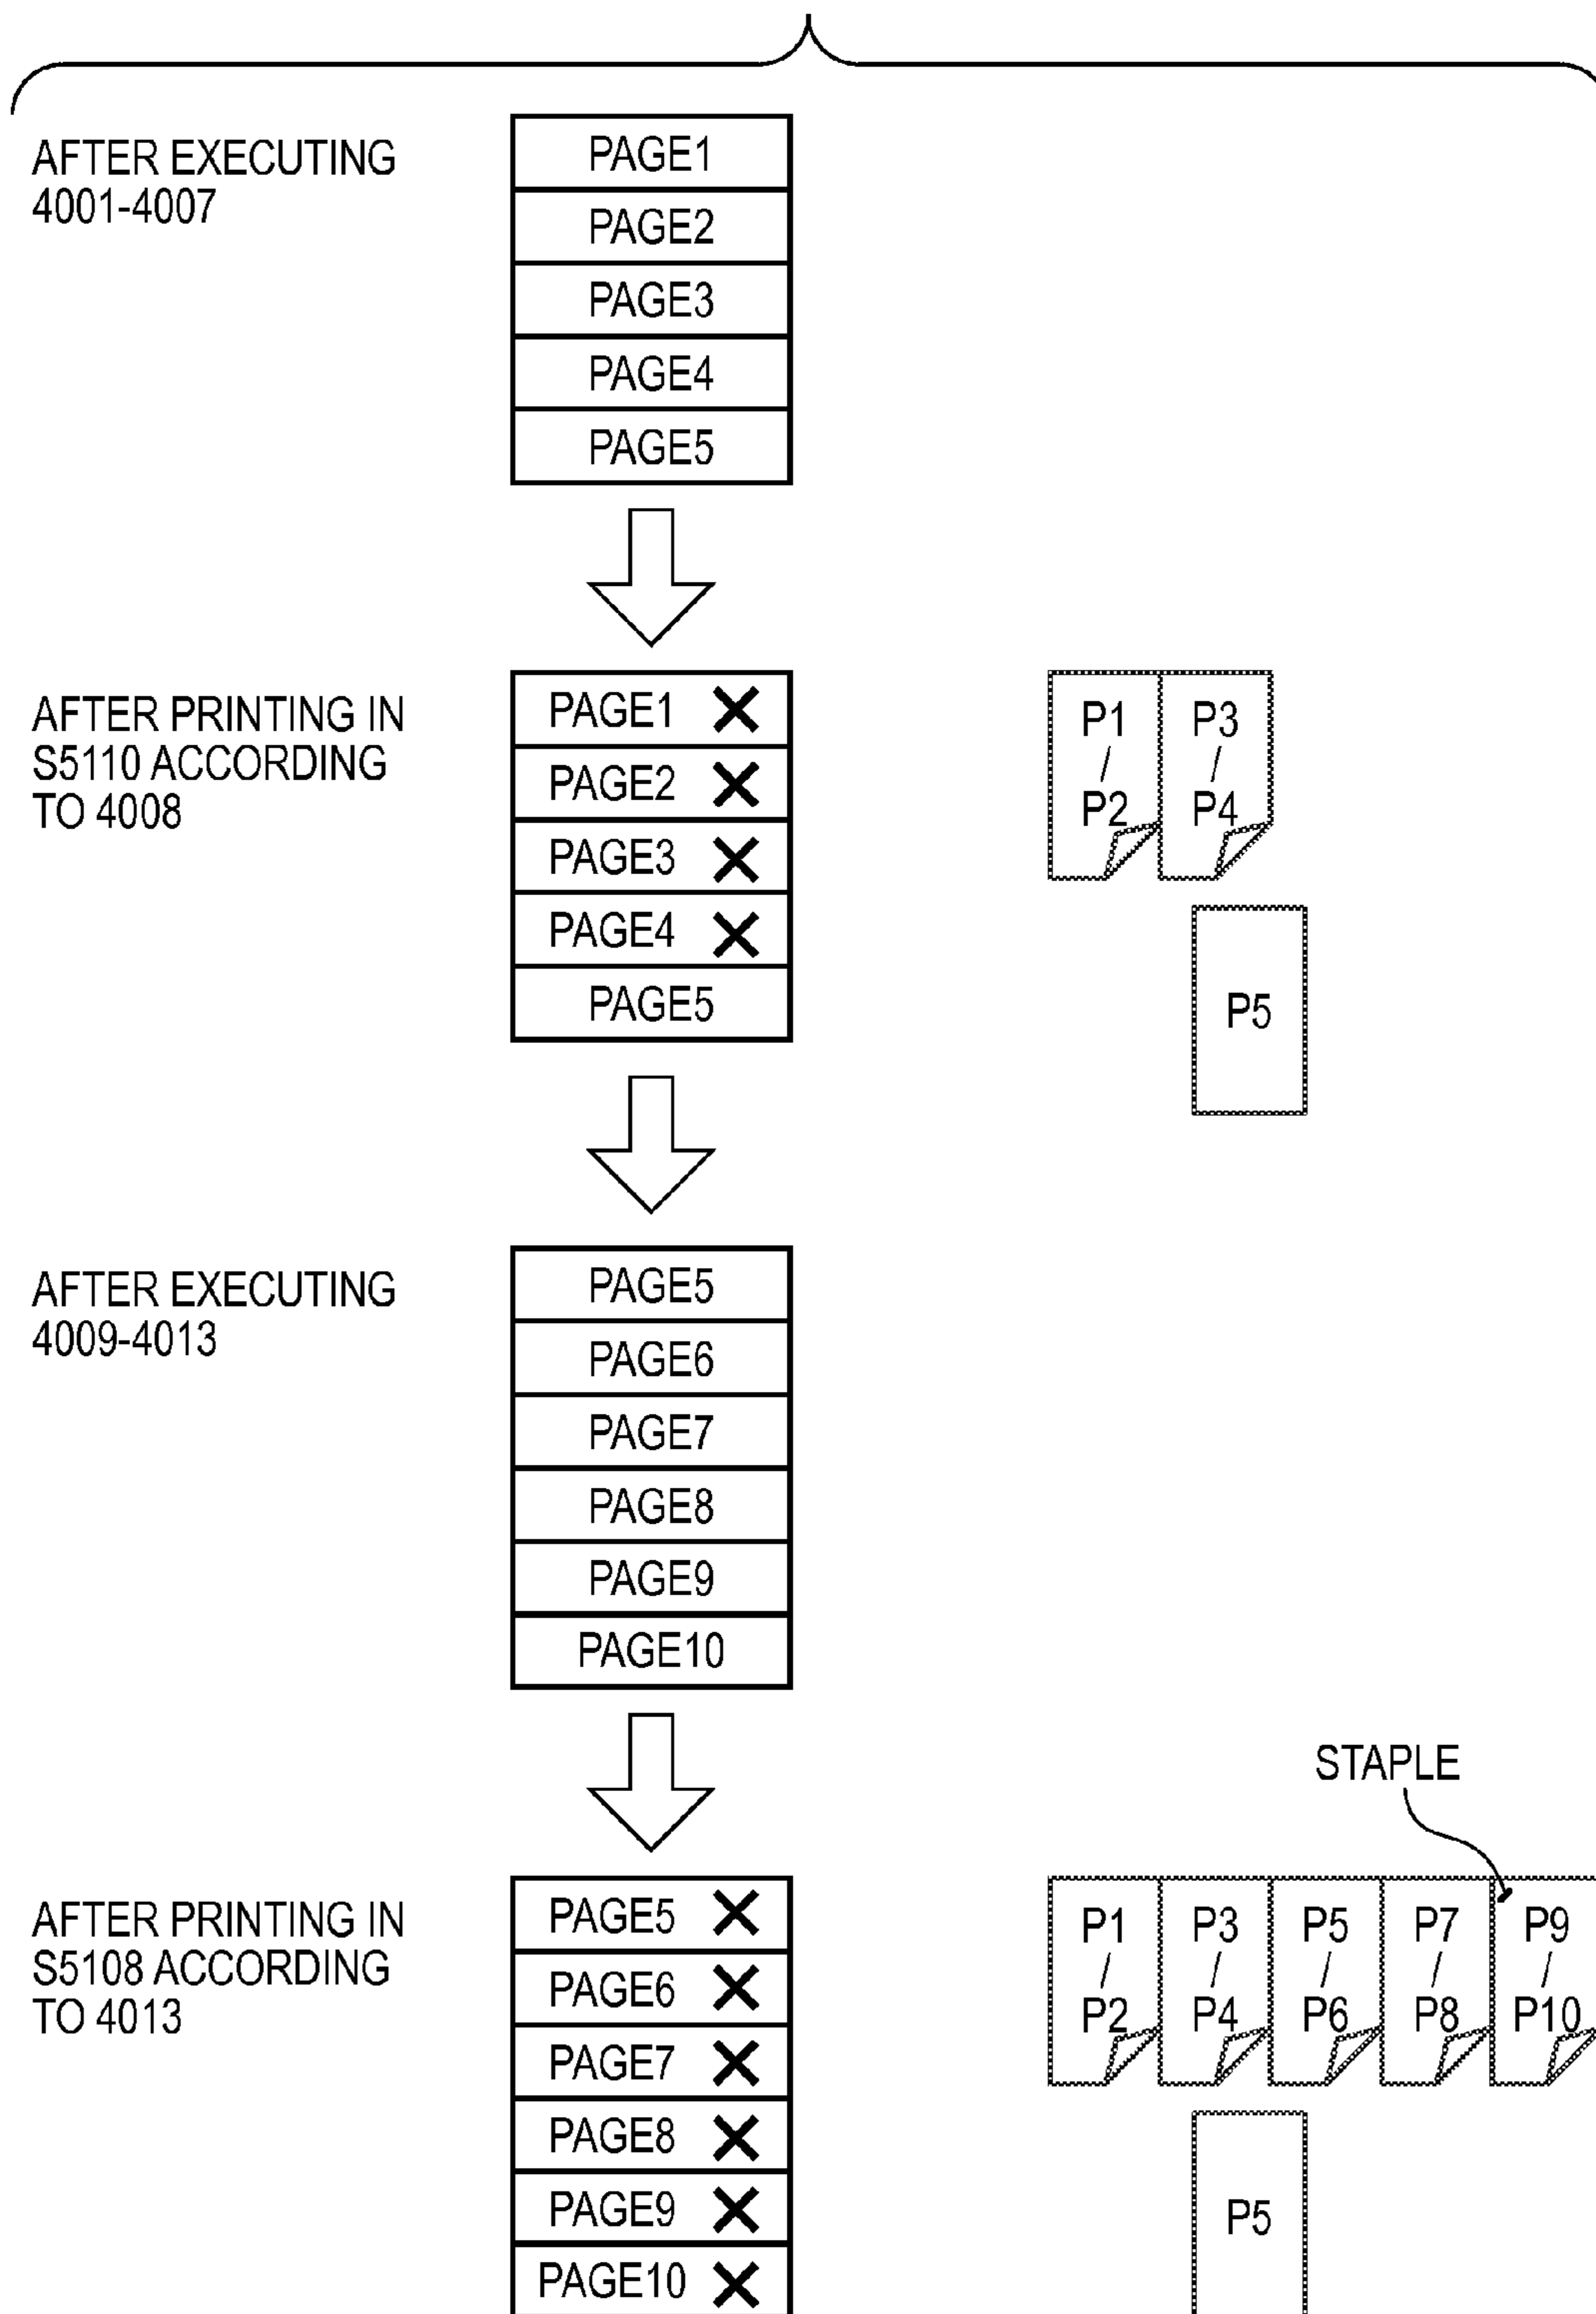 AFTER EXECUTING
4001-4007
PAGE1
PAGE2
PAGE3
PAGE4
PAGE5
AFTER PRINTING IN
S5110 ACCORDING
TO 4008
PAGE1
PAGE2
PAGE3
PAGE4
PAGE5
P1
/
P2
P3
/
P4
P5
AFTER EXECUTING
4009-4013
PAGE5
PAGE6
PAGE7
PAGE8
PAGE9
PAGE10
AFTER PRINTING IN
S5108 ACCORDING
TO 4013
PAGE5
PAGE6
PAGE7
PAGE8
PAGE9
PAGE10
STAPLE
P1
/
P2
P3
/
P4
P5
/
P6
P7
/
P8
P9
/
P10
P5